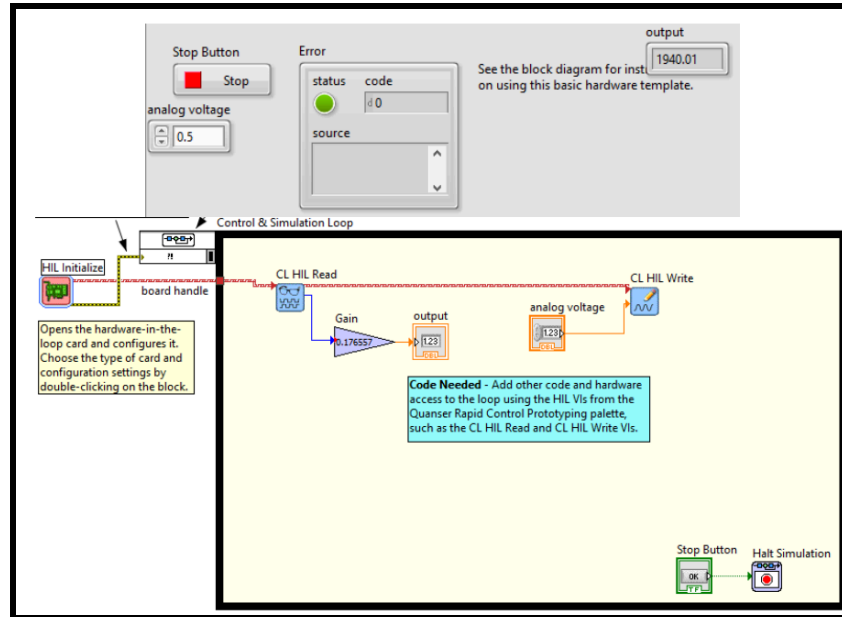 output
1940.01
Stop Button
Stop
Error
status code
d 0
source
See the block diagram for inst
on using this basic hardware template.
analog voltage
0.5
Control & Simulation Loop
?!
HIL Initialize
board handle
Opens the hardware-in-the-
loop card and configures it.
Choose the type of card and
configuration settings by
double-clicking on the block.
CL HIL Read
Gain
0.176557
output
1.23
DBL
analog voltage
1.23
DBL
CL HIL Write
Code Needed - Add other code and hardware
access to the loop using the HIL VIs from the
Quanser Rapid Control Prototyping palette,
such as the CL HIL Read and CL HIL Write VIs.
Stop Button
OK
TF
Halt Simulation